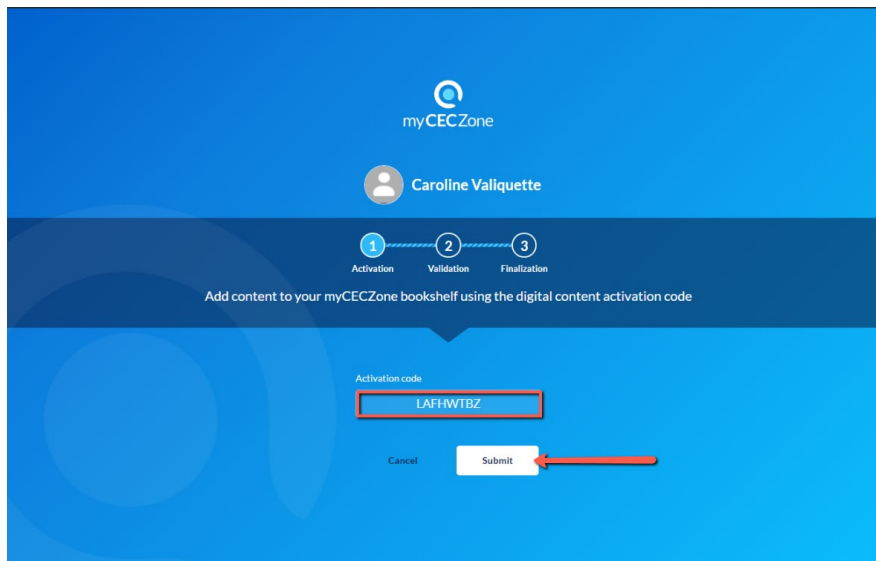 myCECZone
Caroline Valiquette
1 2 3
Activation Validation Finalization
Add content to your myCECZone bookshelf using the digital content activation code
Activation code
LAFHWTBZ
Cancel Submit